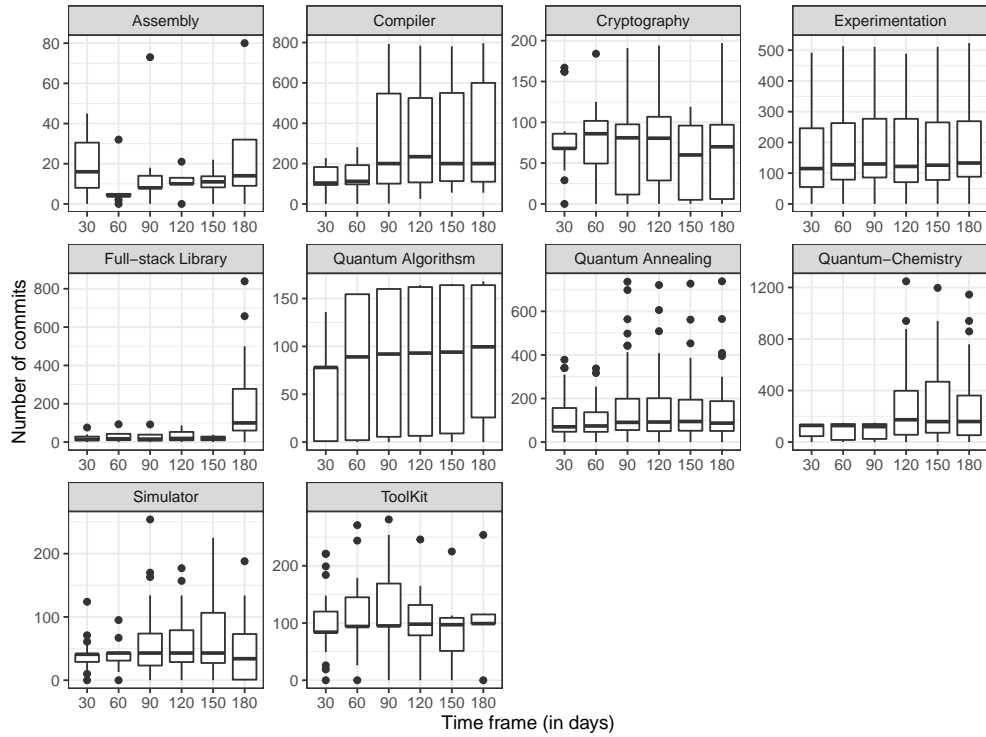 Assembly Compiler Cryptography Experimentation
80 60 40 20 0
800 600 400 200 0
200 150 100 50 0
500 400 300 200 100 0
30 60 90 120 150 180 30 60 90 120 150 180 30 60 90 120 150 180 30 60 90 120 150 180
Full−stack Library Quantum Algorithsm Quantum Annealing Quantum−Chemistry
Number of commits
800 600 400 200 0
150 100 50 0
600 400 200 0
1200 800 400 0
30 60 90 120 150 180 30 60 90 120 150 180 30 60 90 120 150 180 30 60 90 120 150 180
Simulator ToolKit
200 100 0
200 100 0
30 60 90 120 150 180 30 60 90 120 150 180
Time frame (in days)